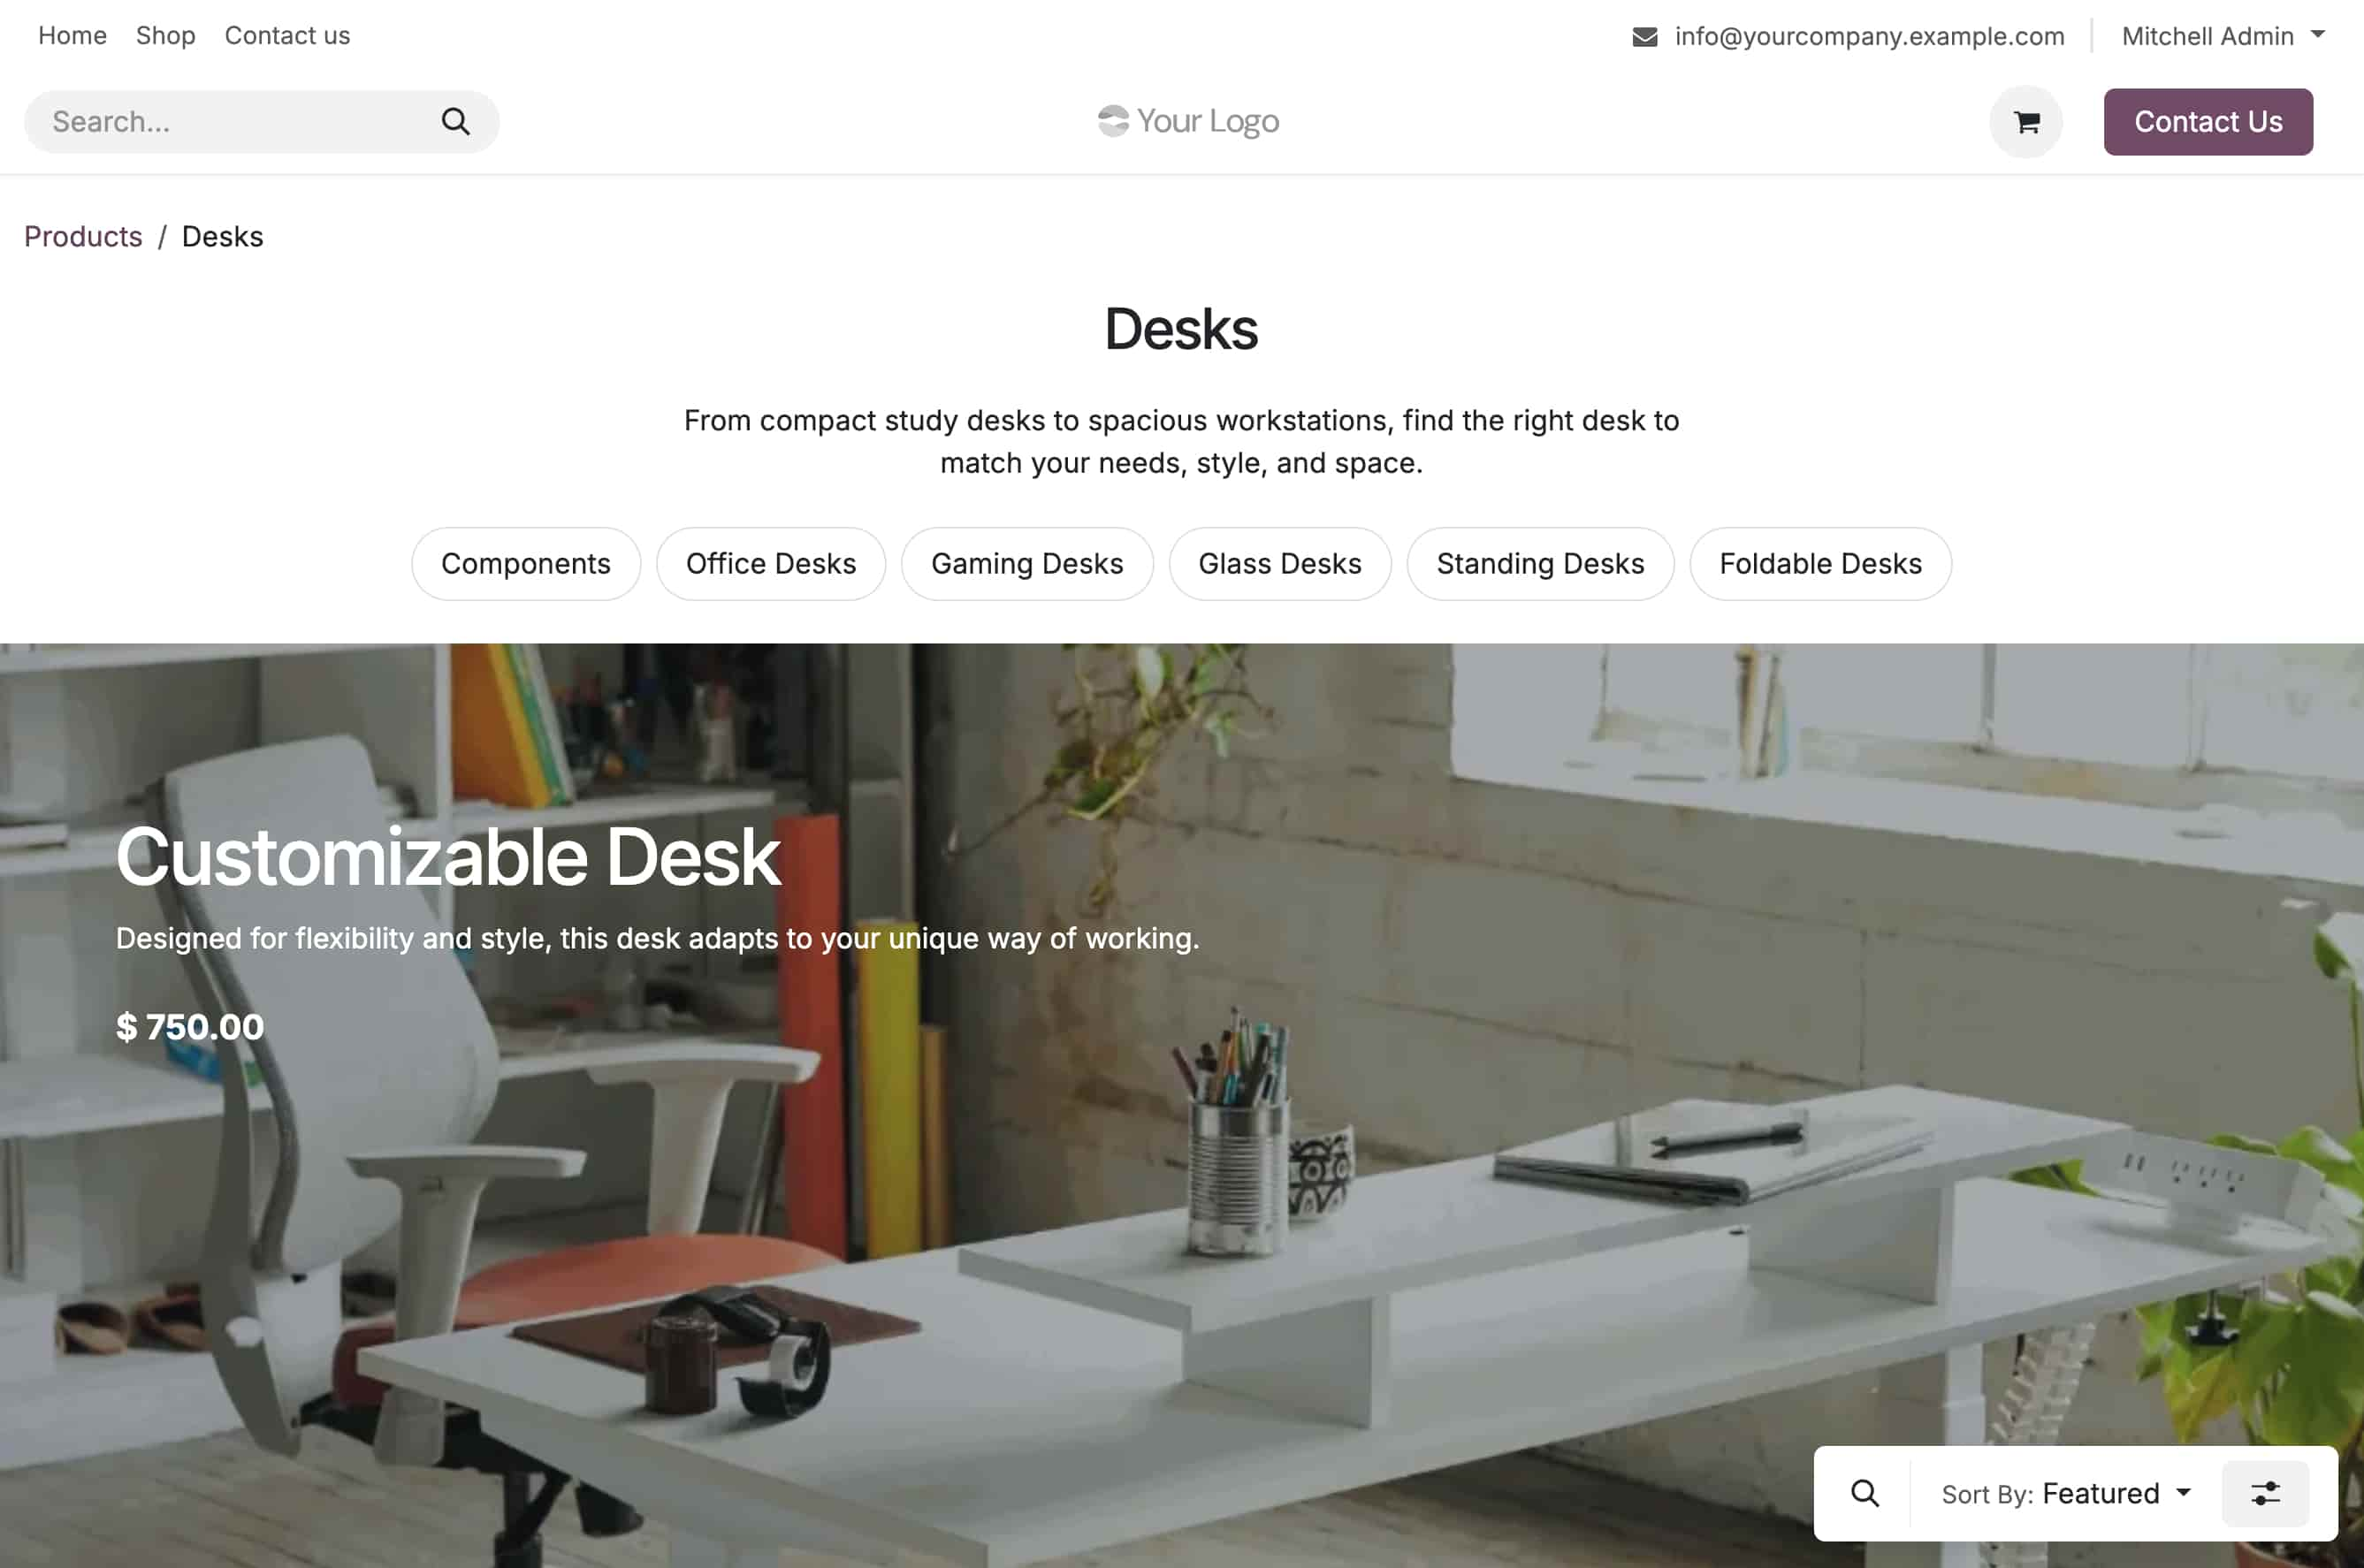 Home Shop Contact us
info@yourcompany.example.com Mitchell Admin
Search...
Your Logo
Contact Us
Products / Desks
Desks
From compact study desks to spacious workstations, find the right desk to
match your needs, style, and space.
Components Office Desks Gaming Desks Glass Desks Standing Desks Foldable Desks
Customizable Desk
Designed for flexibility and style, this desk adapts to your unique way of working.
$ 750.00
Sort By: Featured